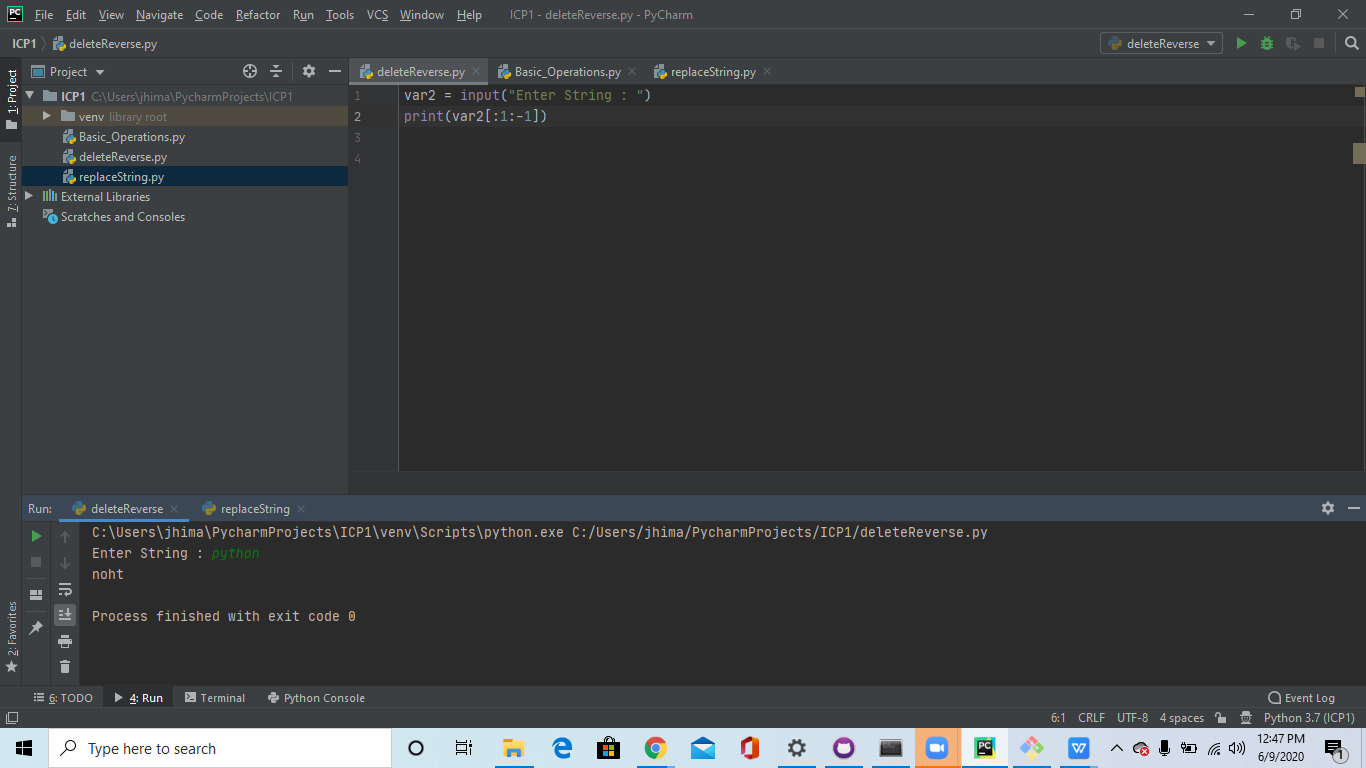 PC File Edit View Navigate Code Refactor Run Tools VCS Window Help ICP1 - deleteReverse.py - PyCharm
ICP1 deleteReverse.py deleteReverse
1: Project
Project
deleteReverse.py Basic_Operations.py replaceString.py
ICP1 C:\Users\jhima\PycharmProjects\ICP1
venv library root
Basic_Operations.py
deleteReverse.py
replaceString.py
External Libraries
Scratches and Consoles
7: Structure
1 var2 = input("Enter String : ")
2 print(var2[:1:-1])
3
4
Run: deleteReverse replaceString
C:\Users\jhima\PycharmProjects\ICP1\venv\Scripts\python.exe C:/Users/jhima/PycharmProjects/ICP1/deleteReverse.py
Enter String : python
noht
Process finished with exit code 0
2: Favorites
6: TODO 4: Run Terminal Python Console Event Log
6:1 CRLF UTF-8 4 spaces Python 3.7 (ICP1)
Type here to search
PC
W
12:47 PM
6/9/2020
1